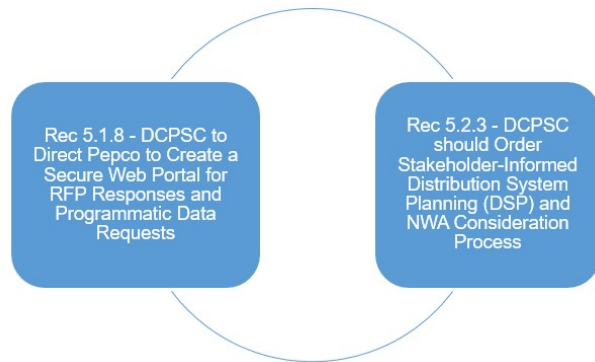 Rec 5.1.8 - DCPSC to
Direct Pepco to Create a
Secure Web Portal for
RFP Responses and
Programmatic Data
Requests
Rec 5.2.3 - DCPSC
should Order
Stakeholder-Informed
Distribution System
Planning (DSP) and
NWA Consideration
Process